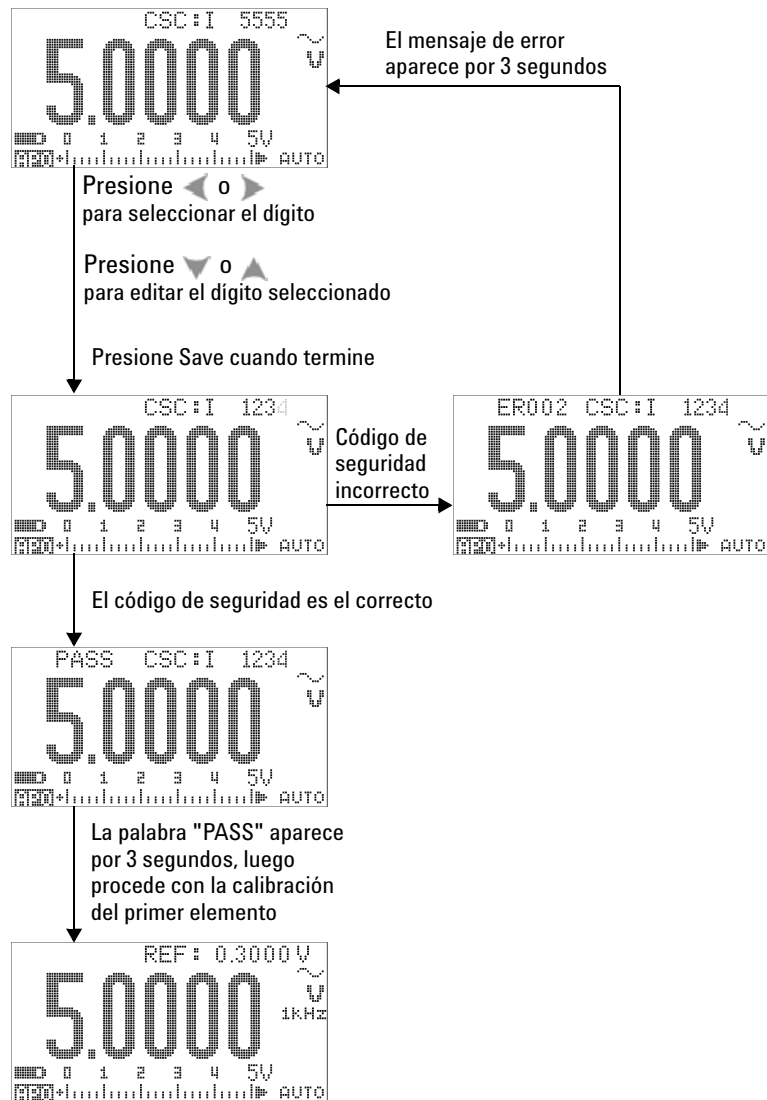 CSC:I 5555
5.0000
V
0 1 2 3 4 5V
APO AUTO
El mensaje de error
aparece por 3 segundos
Presione o
para seleccionar el dígito
Presione o
para editar el dígito seleccionado
Presione Save cuando termine
CSC:I 1234
5.0000
V
0 1 2 3 4 5V
APO AUTO
Código de
seguridad
incorrecto
ER002 CSC:I 1234
5.0000
V
0 1 2 3 4 5V
APO AUTO
El código de seguridad es el correcto
PASS CSC:I 1234
5.0000
V
0 1 2 3 4 5V
APO AUTO
La palabra "PASS" aparece
por 3 segundos, luego
procede con la calibración
del primer elemento
REF: 0.3000 V
5.0000
V
1kHz
0 1 2 3 4 5V
APO AUTO